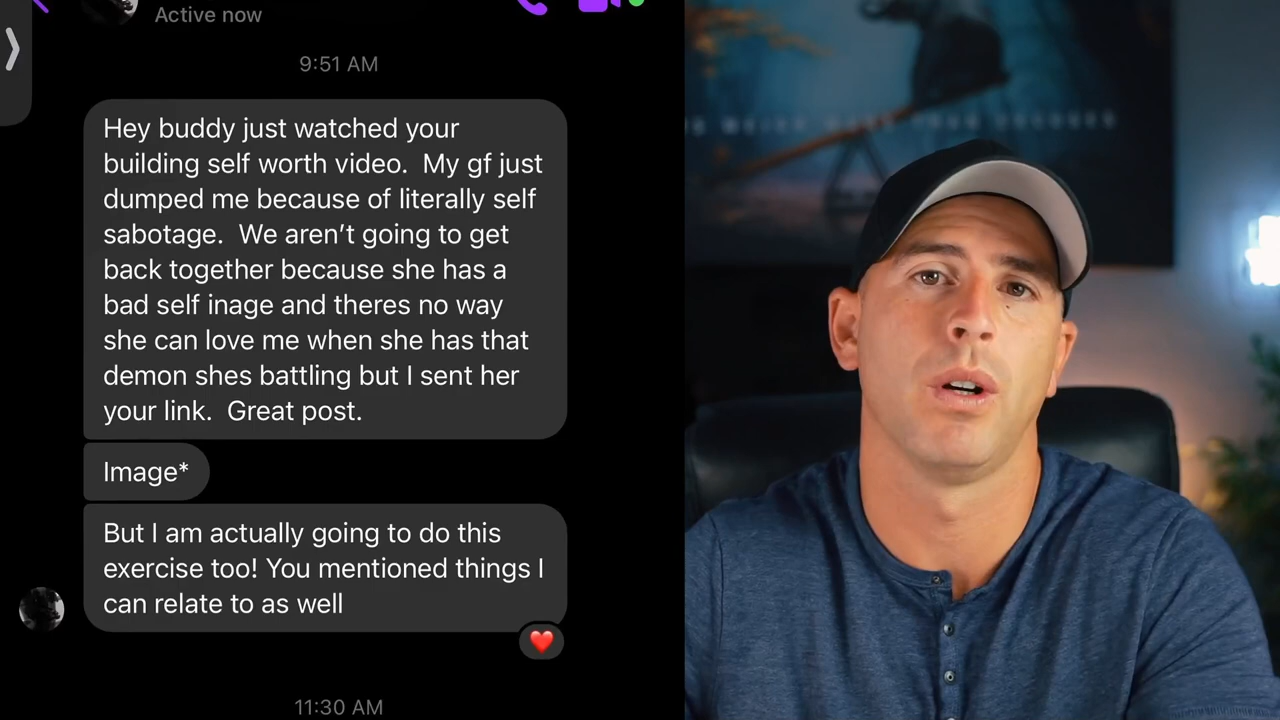 Active now
9:51 AM
Hey buddy just watched your
building self worth video.  My gf just
dumped me because of literally self
sabotage.  We aren't going to get
back together because she has a
bad self inage and theres no way
she can love me when she has that
demon shes battling but I sent her
your link.  Great post.
Image*
But I am actually going to do this
exercise too! You mentioned things I
can relate to as well
11:30 AM